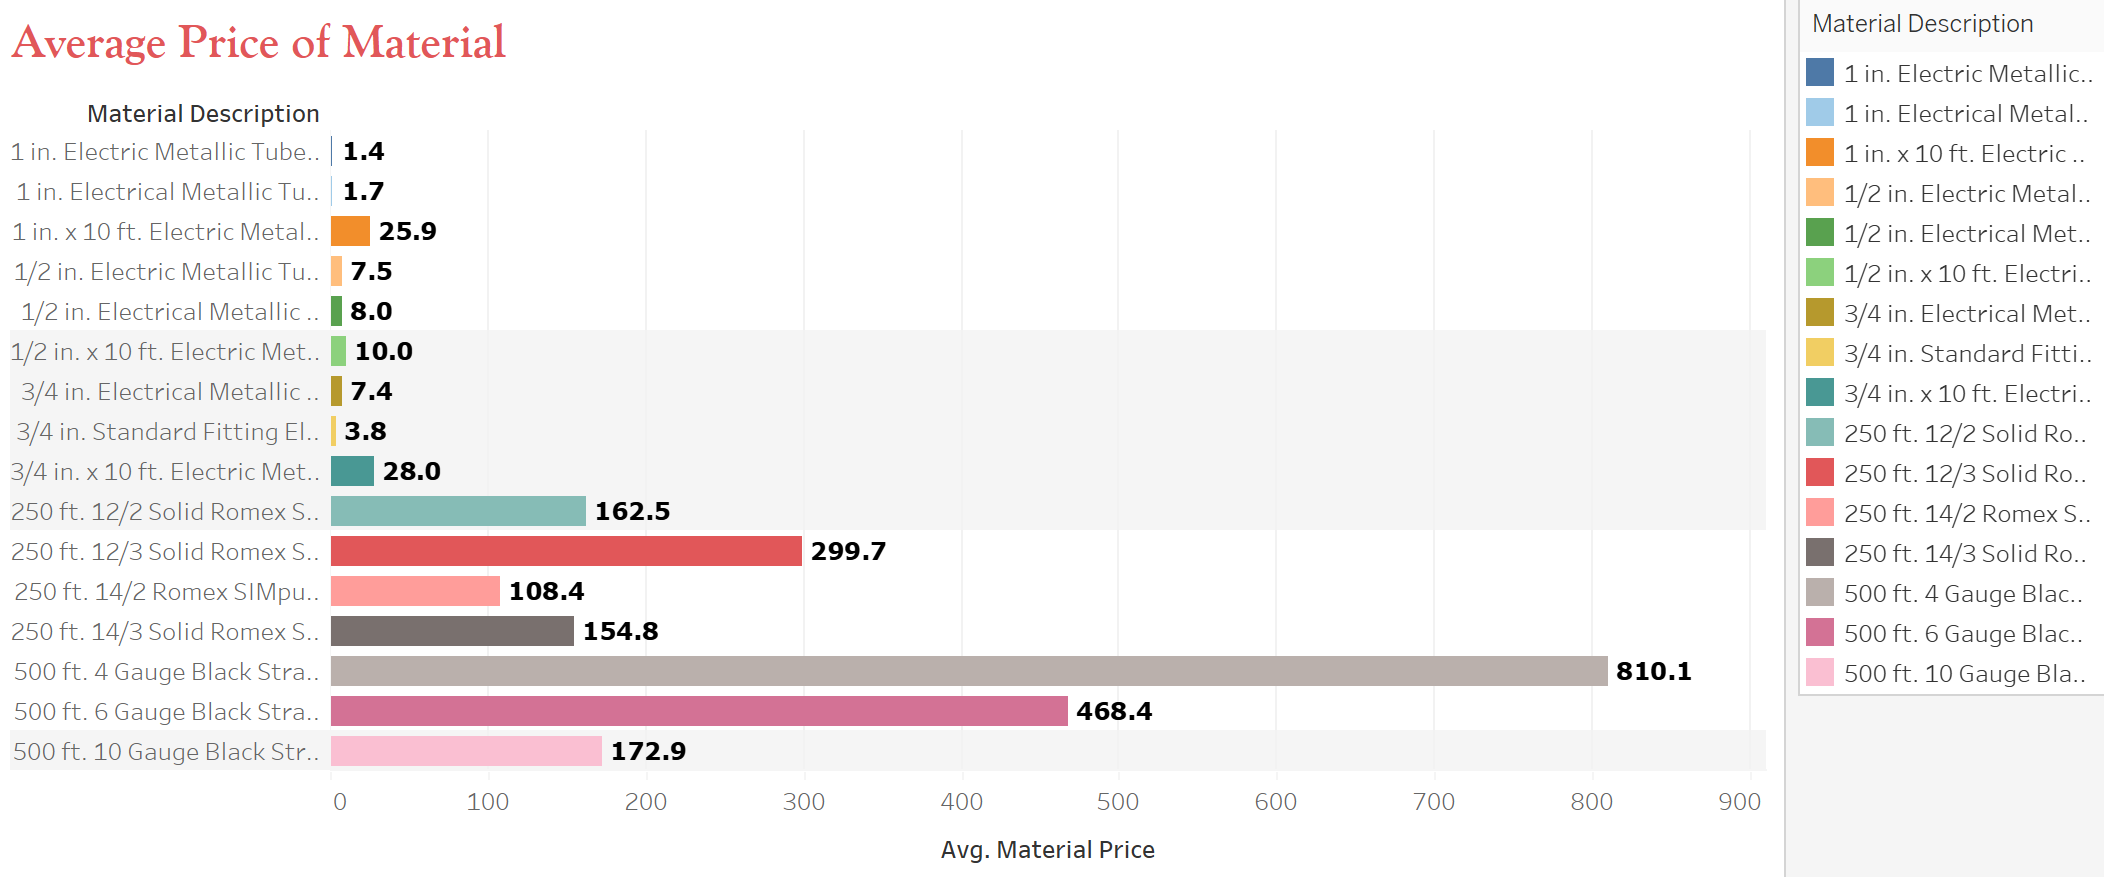 Average Price of Material
Material Description
1 in. Electric Metallic Tube.. 1.4
1 in. Electrical Metallic Tu.. 1.7
1 in. x 10 ft. Electric Metal.. 25.9
1/2 in. Electric Metallic Tu.. 7.5
1/2 in. Electrical Metallic .. 8.0
1/2 in. x 10 ft. Electric Met.. 10.0
3/4 in. Electrical Metallic .. 7.4
3/4 in. Standard Fitting El.. 3.8
3/4 in. x 10 ft. Electric Met.. 28.0
250 ft. 12/2 Solid Romex S.. 162.5
250 ft. 12/3 Solid Romex S.. 299.7
250 ft. 14/2 Romex SIMpu.. 108.4
250 ft. 14/3 Solid Romex S.. 154.8
500 ft. 4 Gauge Black Stra.. 810.1
500 ft. 6 Gauge Black Stra.. 468.4
500 ft. 10 Gauge Black Str.. 172.9
0 100 200 300 400 500 600 700 800 900
Avg. Material Price
Material Description
1 in. Electric Metallic..
1 in. Electrical Metal..
1 in. x 10 ft. Electric ..
1/2 in. Electric Metal..
1/2 in. Electrical Met..
1/2 in. x 10 ft. Electri..
3/4 in. Electrical Met..
3/4 in. Standard Fitti..
3/4 in. x 10 ft. Electri..
250 ft. 12/2 Solid Ro..
250 ft. 12/3 Solid Ro..
250 ft. 14/2 Romex S..
250 ft. 14/3 Solid Ro..
500 ft. 4 Gauge Blac..
500 ft. 6 Gauge Blac..
500 ft. 10 Gauge Bla..